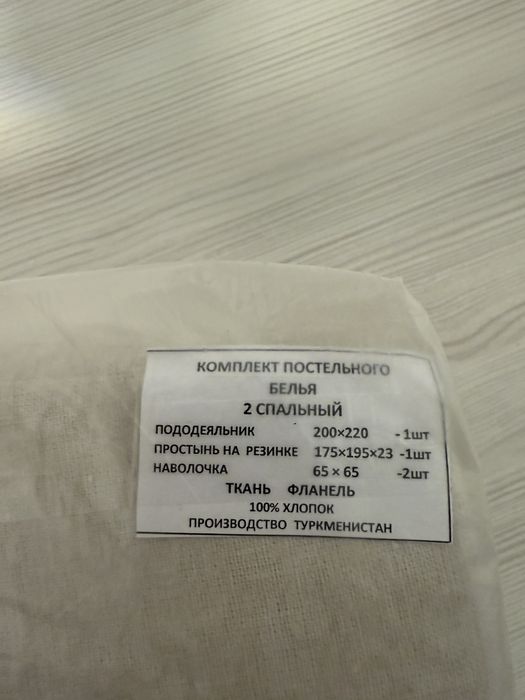 КОМПЛЕКТ ПОСТЕЛЬНОГО
БЕЛЬЯ
2 СПАЛЬНЫЙ
ПОДОДЕЯЛЬНИК 200×220 - 1шт
ПРОСТЫНЬ НА РЕЗИНКЕ 175×195×23 -1шт
НАВОЛОЧКА 65 × 65 -2шт
ТКАНЬ ФЛАНЕЛЬ
100% ХЛОПОК
ПРОИЗВОДСТВО ТУРКМЕНИСТАН